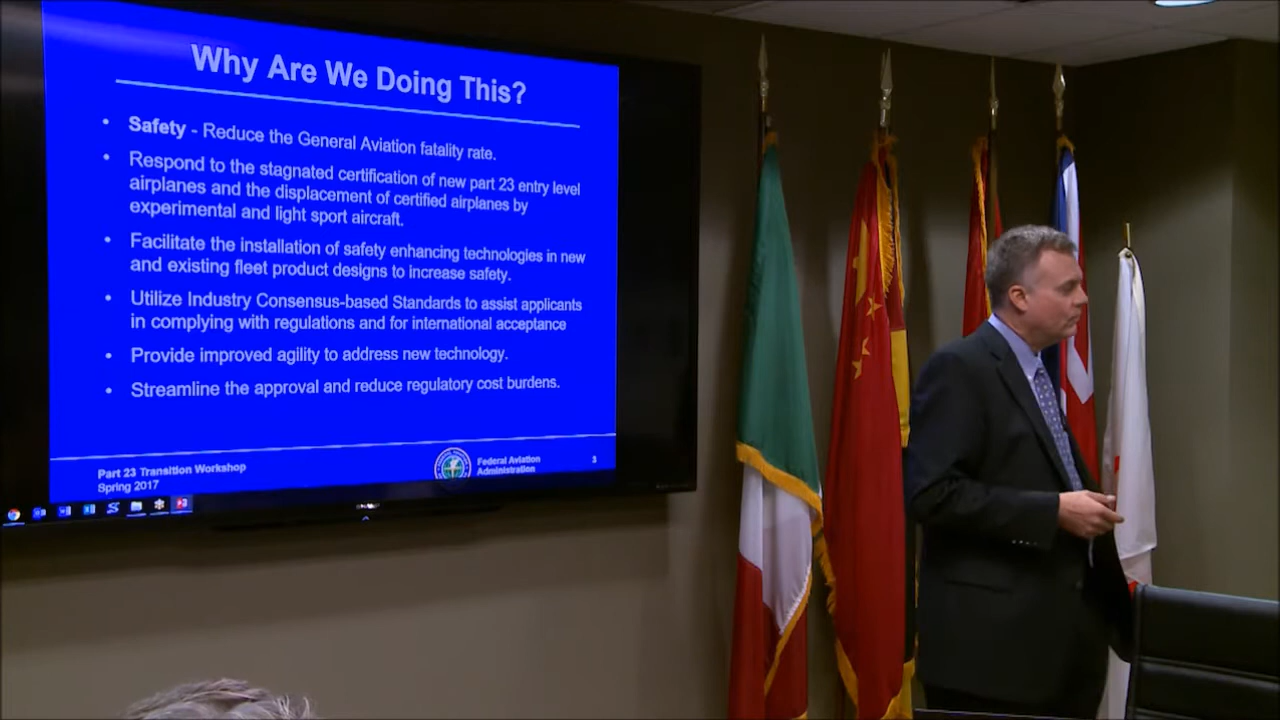 Why Are We Doing This?
• Safety - Reduce the General Aviation fatality rate.
• Respond to the stagnated certification of new part 23 entry level
airplanes and the displacement of certified airplanes by
experimental and light sport aircraft.
• Facilitate the installation of safety enhancing technologies in new
and existing fleet product designs to increase safety.
• Utilize Industry Consensus-based Standards to assist applicants
in complying with regulations and for international acceptance
• Provide improved agility to address new technology.
• Streamline the approval and reduce regulatory cost burdens.
Part 23 Transition Workshop
Spring 2017
Federal Aviation
Administration
3